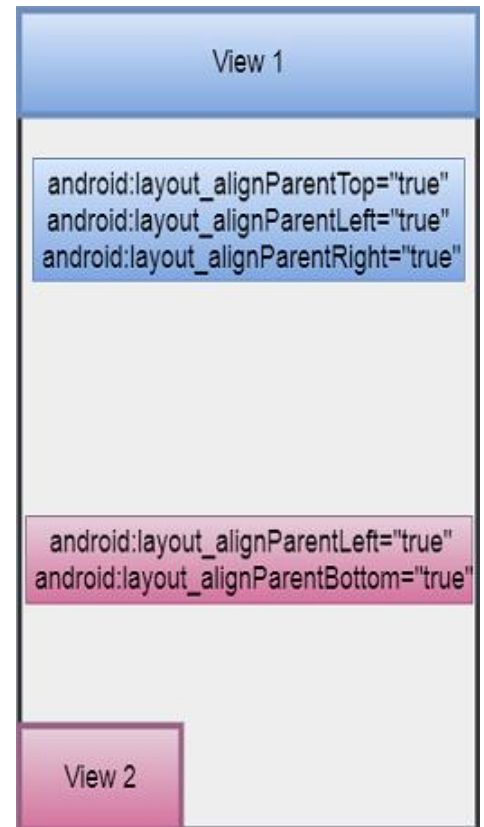 View 1
android:layout_alignParentTop="true"
android:layout_alignParentLeft="true"
android:layout_alignParentRight="true"
android:layout_alignParentLeft="true"
android:layout_alignParentBottom="true"
View 2